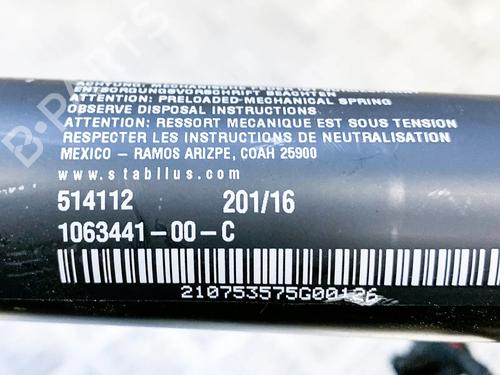 ENTSORGUNGSVORSCHRIFT BEACHTEN
ATTENTION: PRELOADED MECHANICAL SPRING
OBSERVE DISPOSAL INSTRUCTIONS
ATTENTION: RESSORT MECANIQUE EST SOUS TENSION
RESPECTER LES INSTRUCTIONS DE NEUTRALISATION
MEXICO – RAMOS ARIZPE, COAH 25900
www.stabilus.com
514112 201/16
1063441-00-C
210753575G00126
B-PARTS